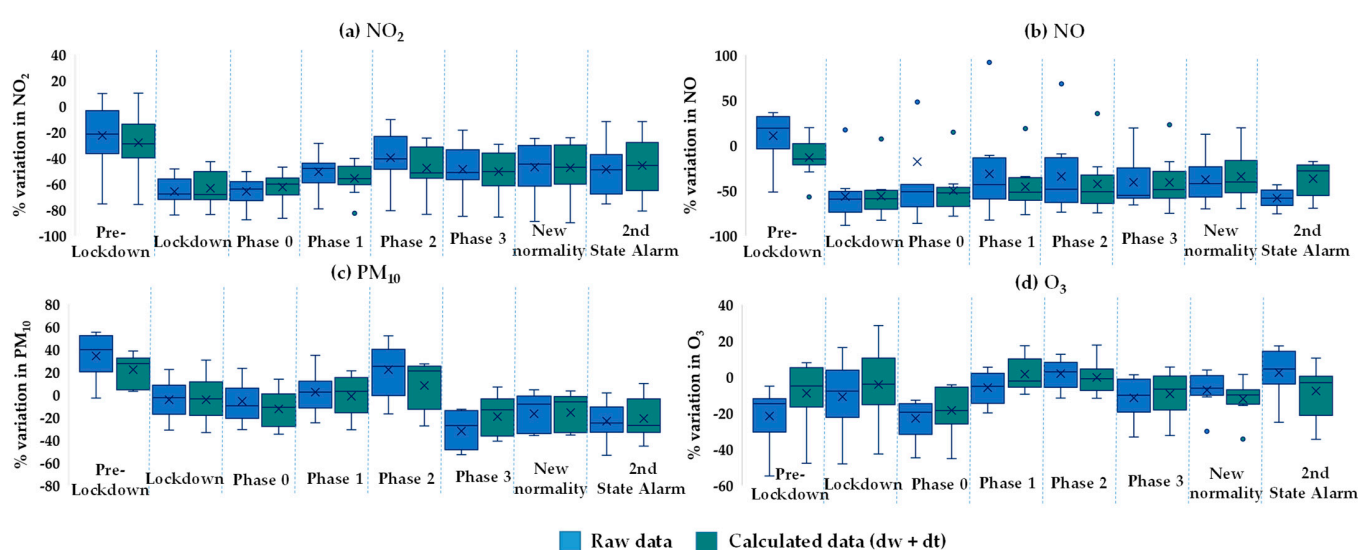 (a) NO₂
% variation in NO₂
40
20
0
-20
-40
-60
-80
-100
Pre-
Lockdown
Lockdown
Phase 0
Phase 1
Phase 2
Phase 3
New
normality
2nd
State Alarm
(b) NO
% variation in NO
100
50
0
-50
-100
Pre-
Lockdown
Lockdown
Phase 0
Phase 1
Phase 2
Phase 3
New
normality
2nd
State Alarm
(c) PM₁₀
% variation in PM₁₀
80
60
40
20
0
-20
-40
-60
80
Pre-
Lockdown
Lockdown
Phase 0
Phase 1
Phase 2
Phase 3
New
normality
2nd
State Alarm
(d) O₃
% variation in O₃
40
20
0
-20
-40
-60
Pre-
Lockdown
Lockdown
Phase 0
Phase 1
Phase 2
Phase 3
New
normality
2nd
State Alarm
Raw data
Calculated data (dw + dt)